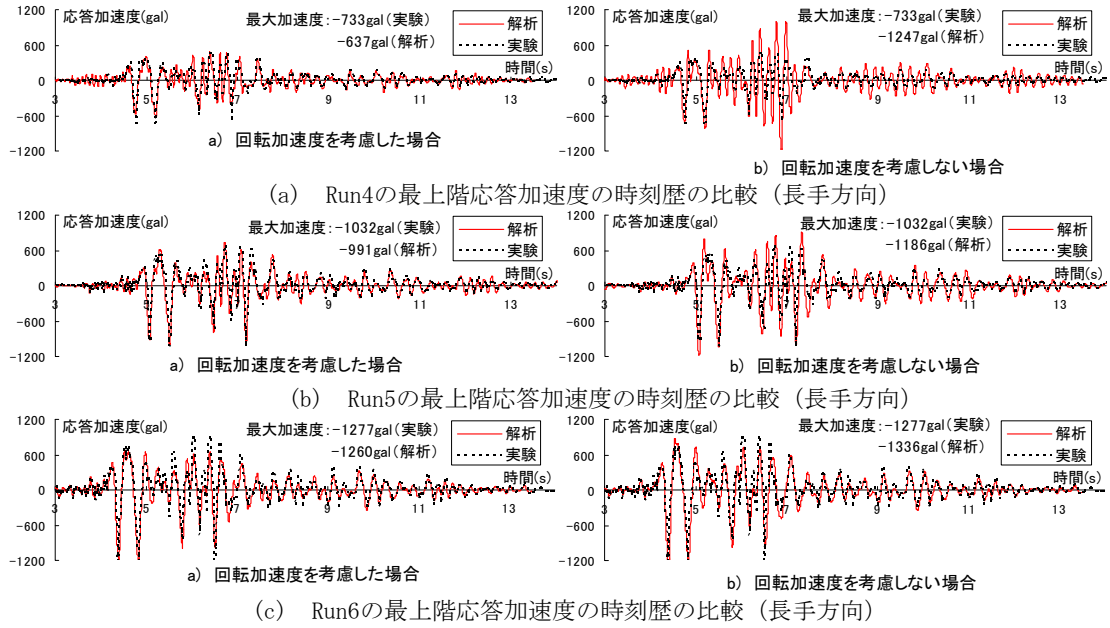 応答加速度(gal)
最大加速度:-733gal(実験)
-637gal(解析)
解析
実験
時間(s)
1200
600
0
-600
-1200
3 5 7 9 11 13
a) 回転加速度を考慮した場合
応答加速度(gal)
最大加速度:-733gal(実験)
-1247gal(解析)
解析
実験
時間(s)
1200
600
0
-600
-1200
3 5 7 9 11 13
b) 回転加速度を考慮しない場合
(a) Run4の最上階応答加速度の時刻歴の比較(長手方向)
応答加速度(gal)
最大加速度:-1032gal(実験)
-991gal(解析)
解析
実験
時間(s)
1200
600
0
-600
-1200
3 5 7 9 11 13
a) 回転加速度を考慮した場合
応答加速度(gal)
最大加速度:-1032gal(実験)
-1186gal(解析)
解析
実験
時間(s)
1200
600
0
-600
-1200
3 5 7 9 11 13
b) 回転加速度を考慮しない場合
(b) Run5の最上階応答加速度の時刻歴の比較(長手方向)
応答加速度(gal)
最大加速度:-1277gal(実験)
-1260gal(解析)
解析
実験
時間(s)
1200
600
0
-600
-1200
3 5 7 9 11 13
a) 回転加速度を考慮した場合
応答加速度(gal)
最大加速度:-1277gal(実験)
-1336gal(解析)
解析
実験
時間(s)
1200
600
0
-600
-1200
3 5 7 9 11 13
b) 回転加速度を考慮しない場合
(c) Run6の最上階応答加速度の時刻歴の比較(長手方向)